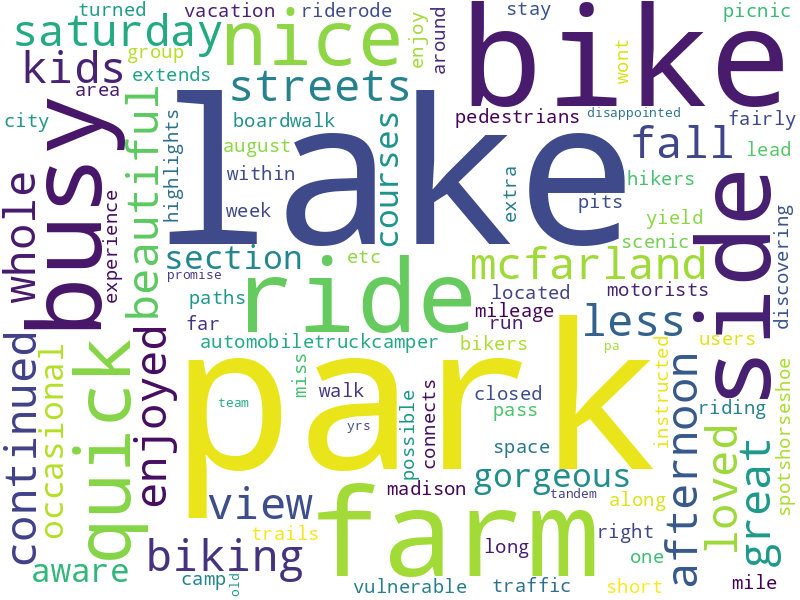 turned vacation riderode stay picnic
saturday nice bike
group enjoy around wont
kids extends streets
area beautiful
city boardwalk pedestrians disappointed fairly
highlights lake courses
august fall lead
within hikers
busy whole week extra pits side
yield
experience scenic discovering
section etc mcfarland
promise ride
paths located motorists
far mileage less
run
automobiletruckcamper bikers users
continued occasional quick enjoyed park miss pa instructed afternoon loved great spotshorseshoe
walk closed
team possible connects pass riding
yrs
space
gorgeous
view madison tandem along
trails farm right
biking long one
aware camp old vulnerable traffic short mile